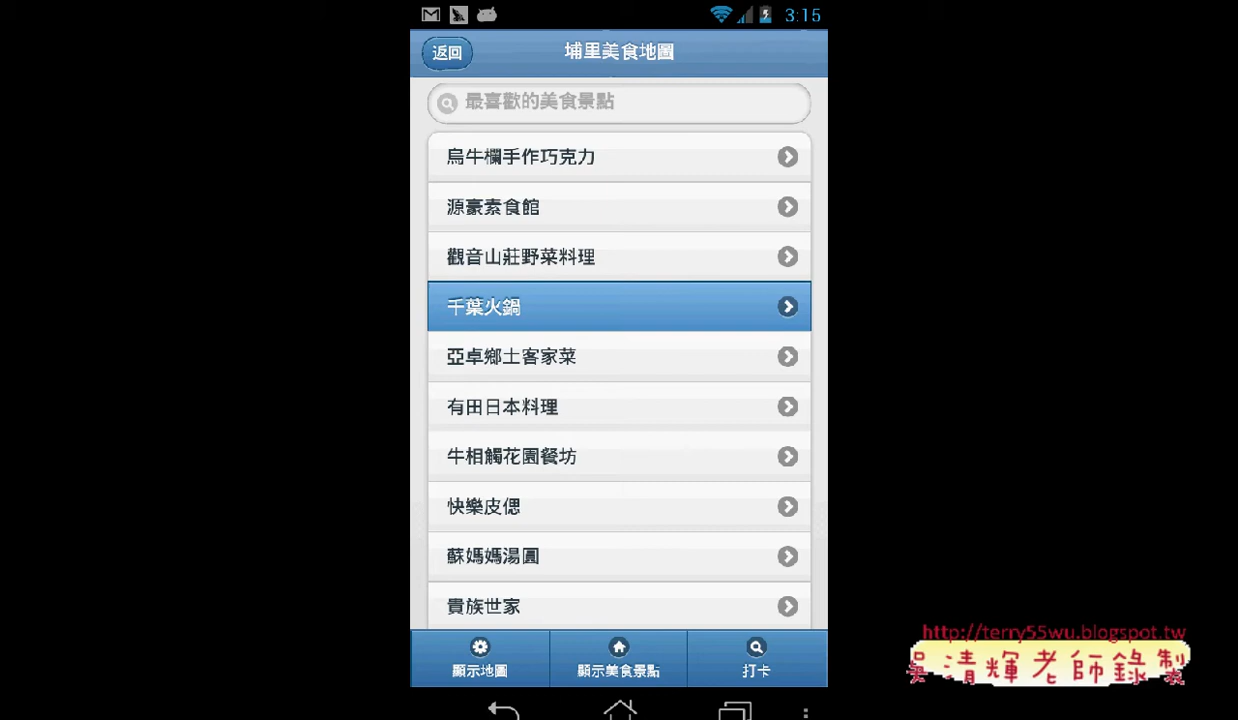 3:15
返回
埔里美食地圖
最喜歡的美食景點
烏牛欄手作巧克力
源豪素食館
觀音山莊野菜料理
千葉火鍋
亞卓鄉土客家菜
有田日本料理
牛相觸花園餐坊
快樂皮偲
蘇媽媽湯圓
貴族世家
顯示地圖
顯示美食景點
打卡
http://terry55wu.blogspot.tw
吳清輝老師錄製